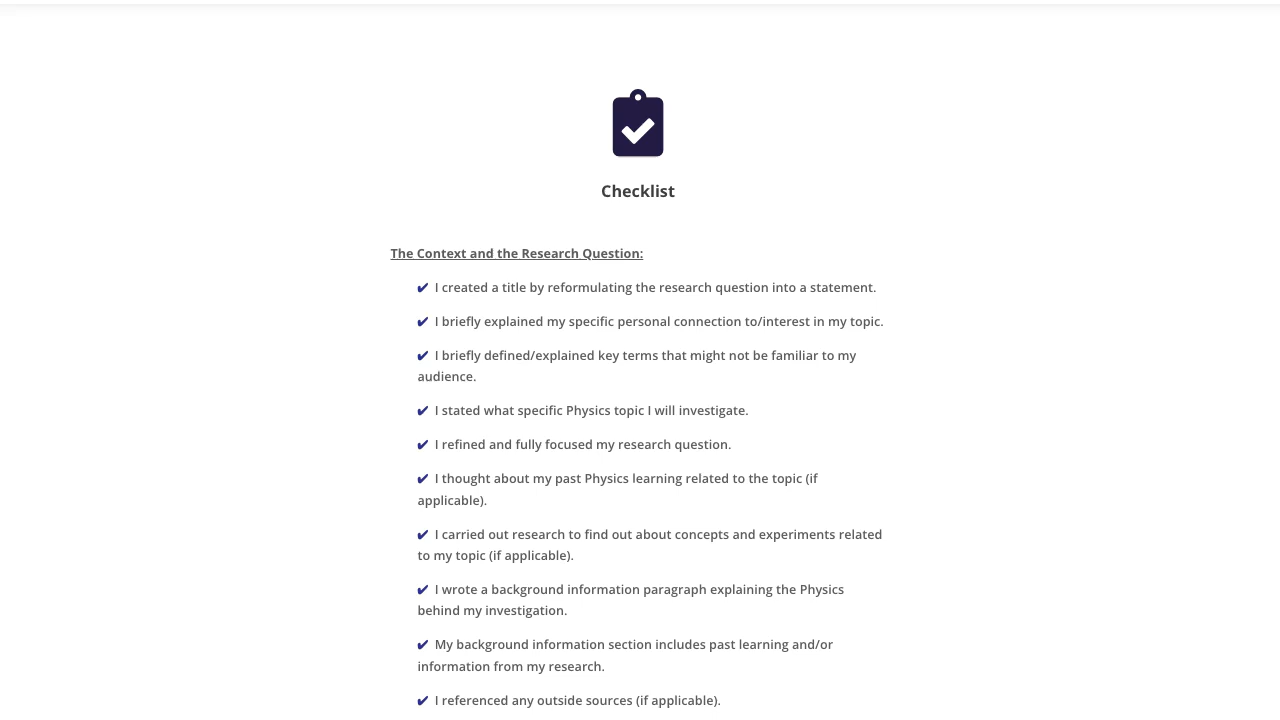 Checklist
The Context and the Research Question:
✔ I created a title by reformulating the research question into a statement.
✔ I briefly explained my specific personal connection to/interest in my topic.
✔ I briefly defined/explained key terms that might not be familiar to my
audience.
✔ I stated what specific Physics topic I will investigate.
✔ I refined and fully focused my research question.
✔ I thought about my past Physics learning related to the topic (if
applicable).
✔ I carried out research to find out about concepts and experiments related
to my topic (if applicable).
✔ I wrote a background information paragraph explaining the Physics
behind my investigation.
✔ My background information section includes past learning and/or
information from my research.
✔ I referenced any outside sources (if applicable).